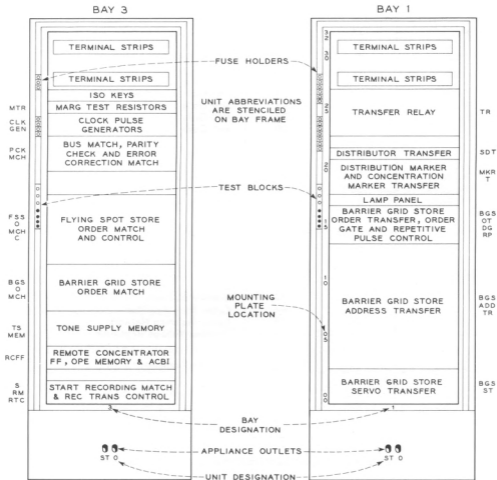 BAY 3
TERMINAL STRIPS
TERMINAL STRIPS
ISO KEYS
MARG TEST RESISTORS
CLOCK PULSE
GENERATORS
BUS MATCH, PARITY
CHECK AND ERROR
CORRECTION MATCH
FLYING SPOT STORE
ORDER MATCH
AND CONTROL
BARRIER GRID STORE
ORDER MATCH
TONE SUPPLY MEMORY
REMOTE CONCENTRATOR
FF, OPE MEMORY & ACBI
START RECORDING MATCH
& REC TRANS CONTROL
3
ST 0
MTR
CLK
GEN
PCK
MCH
FSS
O
MCH
C
BGS
O
MCH
TS
MEM
RCFF
S
RM
RTC
FUSE HOLDERS
UNIT ABBREVIATIONS
ARE STENCILED
ON BAY FRAME
TEST BLOCKS
MOUNTING
PLATE
LOCATION
BAY
DESIGNATION
APPLIANCE OUTLETS
UNIT DESIGNATION
BAY 1
TERMINAL STRIPS
TERMINAL STRIPS
TRANSFER RELAY
DISTRIBUTOR TRANSFER
DISTRIBUTION MARKER
AND CONCENTRATION
MARKER TRANSFER
LAMP PANEL
BARRIER GRID STORE
ORDER TRANSFER, ORDER
GATE AND REPETITIVE
PULSE CONTROL
BARRIER GRID STORE
ADDRESS TRANSFER
BARRIER GRID STORE
SERVO TRANSFER
1
ST 0
TR
SDT
MKR
T
BGS
OT
DG
RP
BGS
ADD
TR
BGS
ST